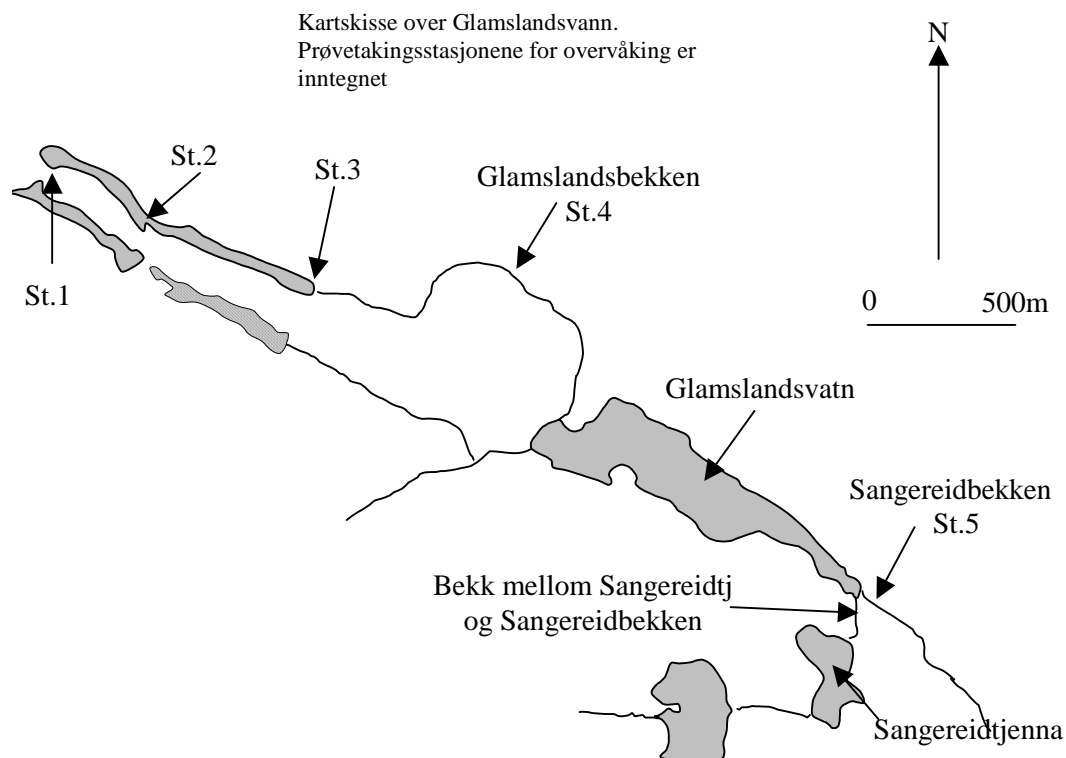 Kartskisse over Glamslandsvann.
Prøvetakingsstasjonene for overvåking er
inntegnet
N
St.2
St.3
Glamslandsbekken
St.4
St.1
0 500m
Glamslandsvatn
Sangereidbekken
St.5
Bekk mellom Sangereidtj
og Sangereidbekken
Sangereidtjenna